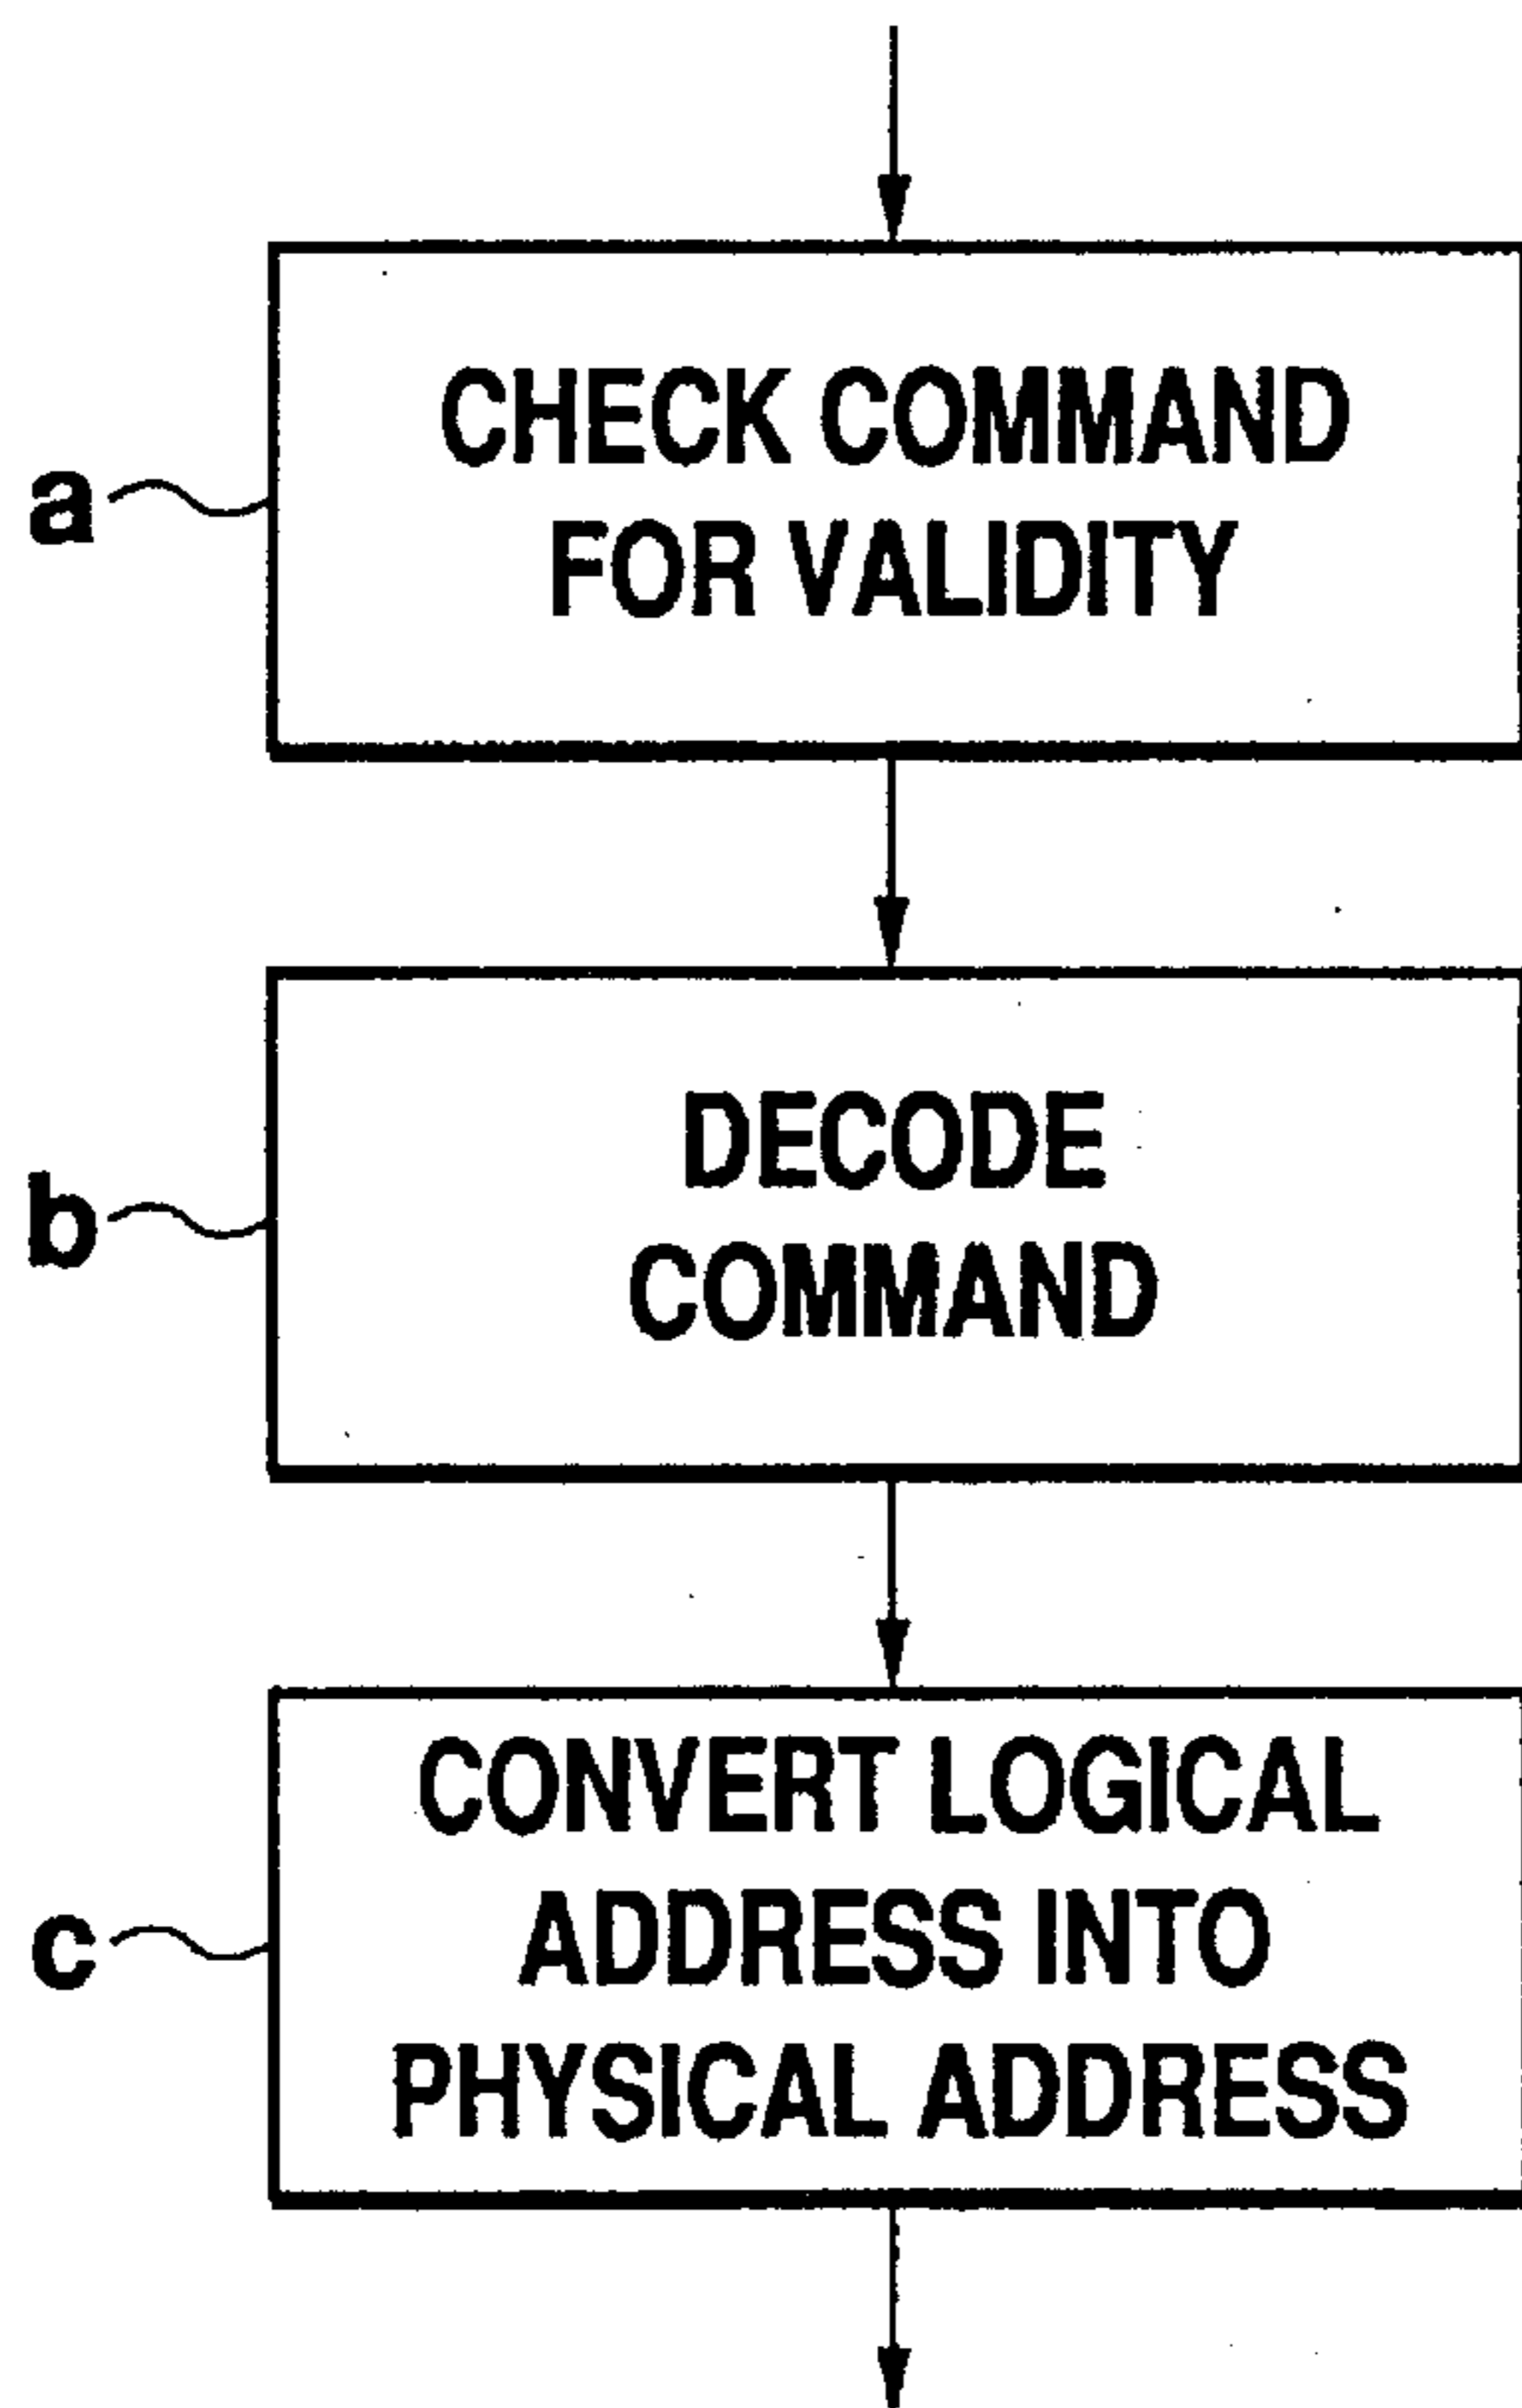 CHECK COMMAND
FOR VALIDITY
a
DECODE
COMMAND
b
CONVERT LOGICAL
ADDRESS INTO
PHYSICAL ADDRESS
c